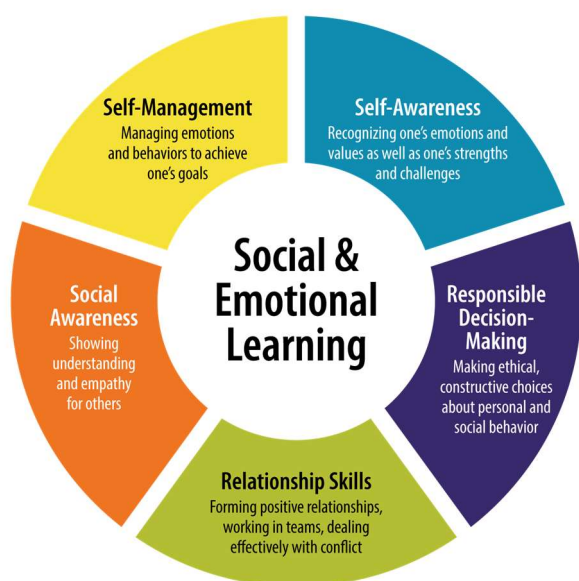 Social &
Emotional
Learning
Self-Management
Managing emotions
and behaviors to achieve
one's goals
Self-Awareness
Recognizing one's emotions and
values as well as one's strengths
and challenges
Social
Awareness
Showing
understanding
and empathy
for others
Responsible
Decision-
Making
Making ethical,
constructive choices
about personal and
social behavior
Relationship Skills
Forming positive relationships,
working in teams, dealing
effectively with conflict